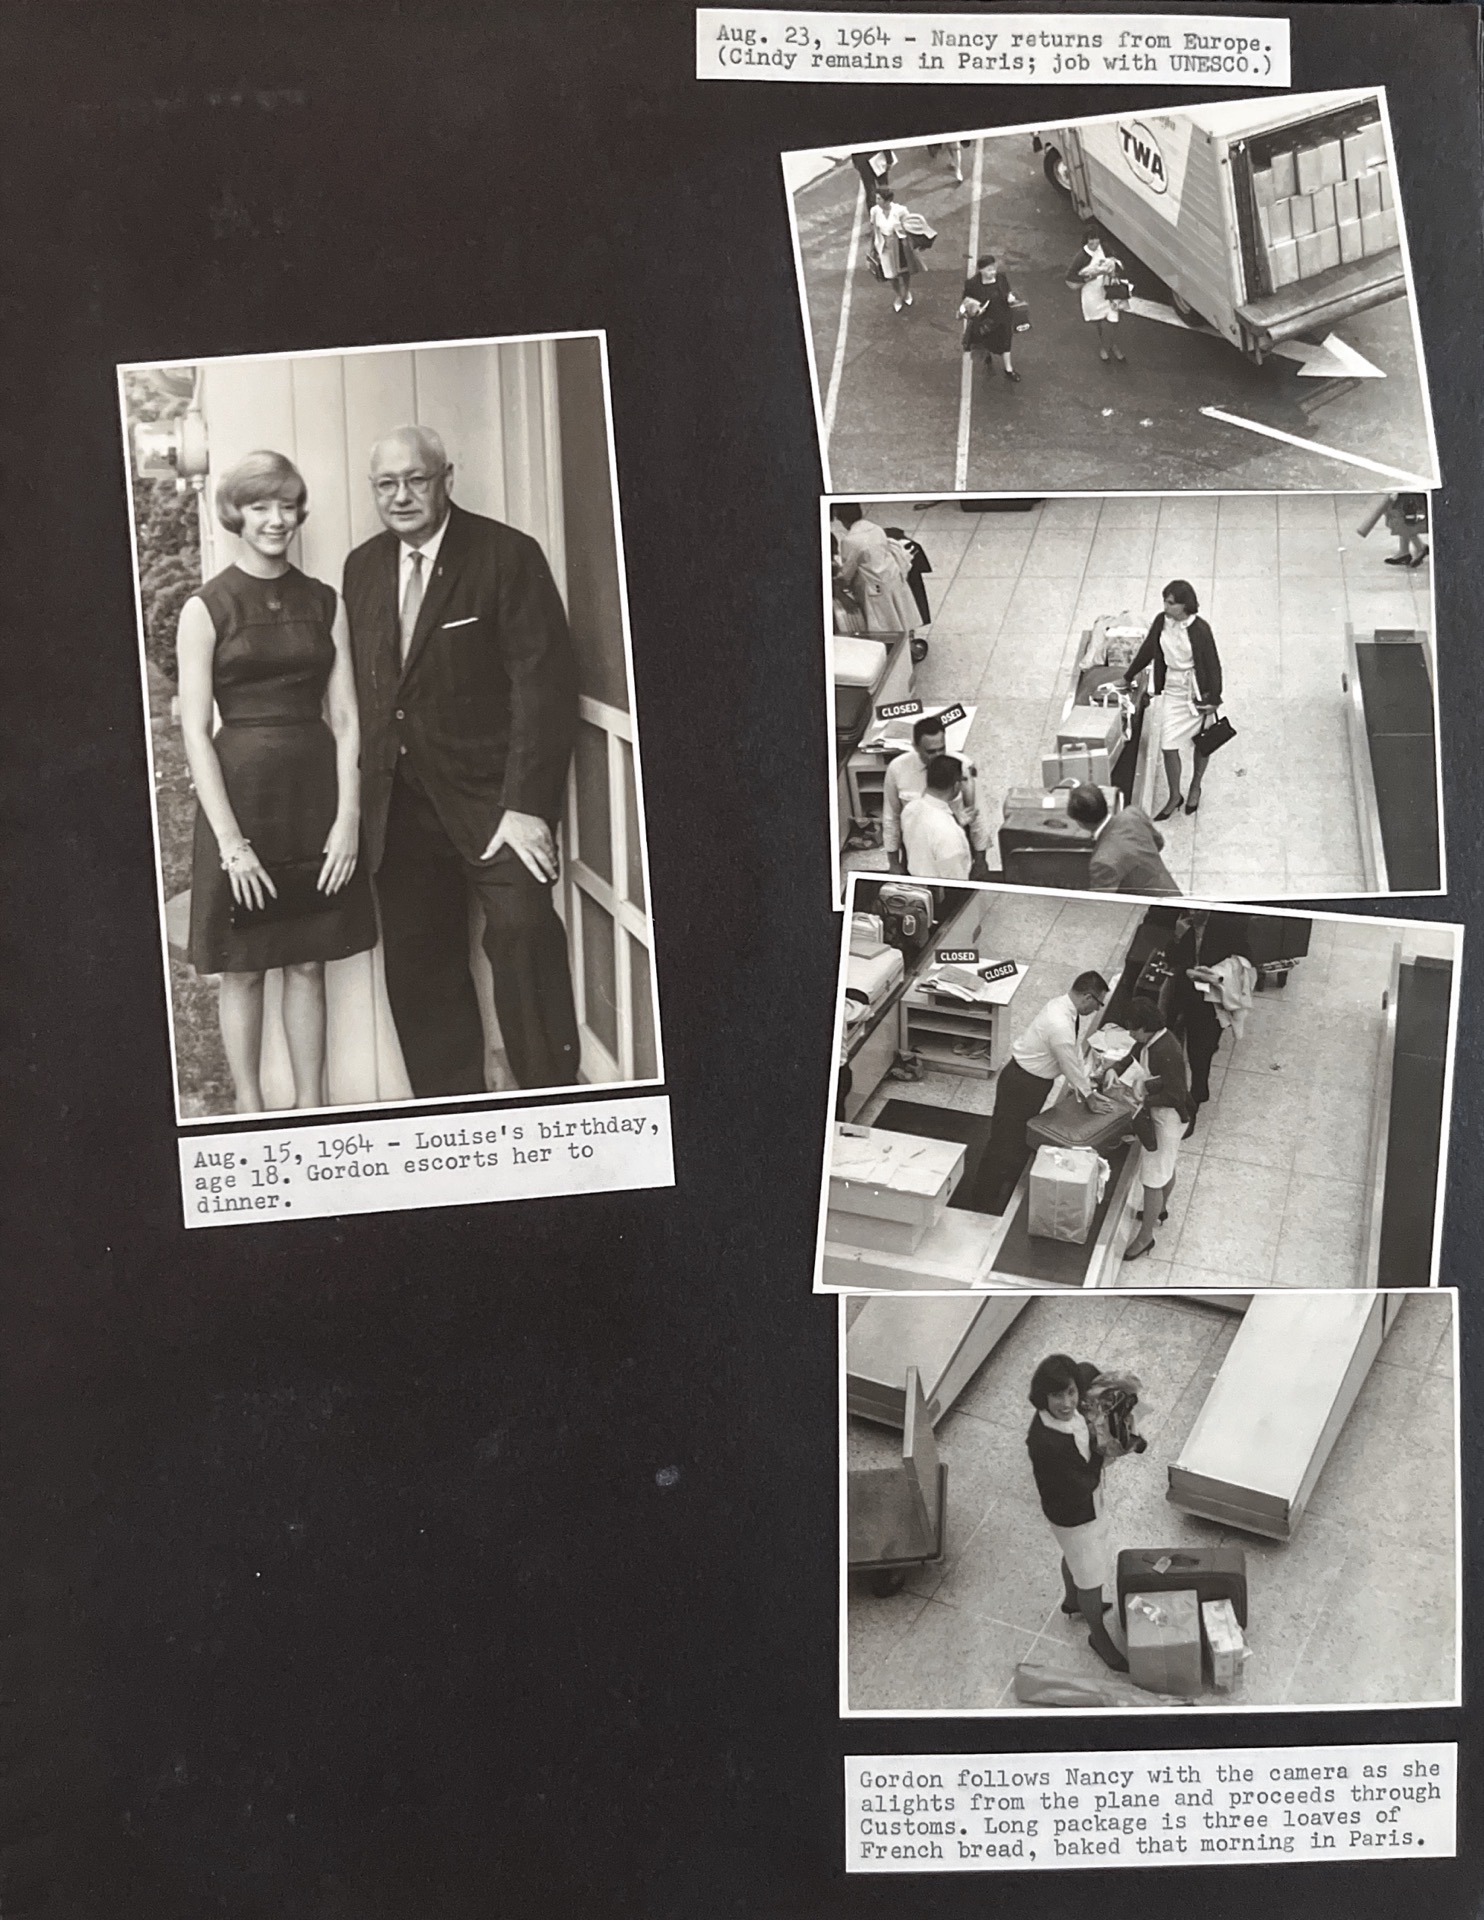 Aug. 23, 1964 - Nancy returns from Europe.
(Cindy remains in Paris; job with UNESCO.)
TWA
Aug. 15, 1964 - Louise's birthday,
age 18. Gordon escorts her to
dinner.
CLOSED
OSED
CLOSED
CLOSED
Gordon follows Nancy with the camera as she
alights from the plane and proceeds through
Customs. Long package is three loaves of
French bread, baked that morning in Paris.